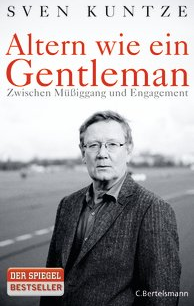 SVEN KUNTZE
Altern wie ein
Gentleman
Zwischen Müßiggang und Engagement
DER SPIEGEL
BESTSELLER
C.Bertelsmann